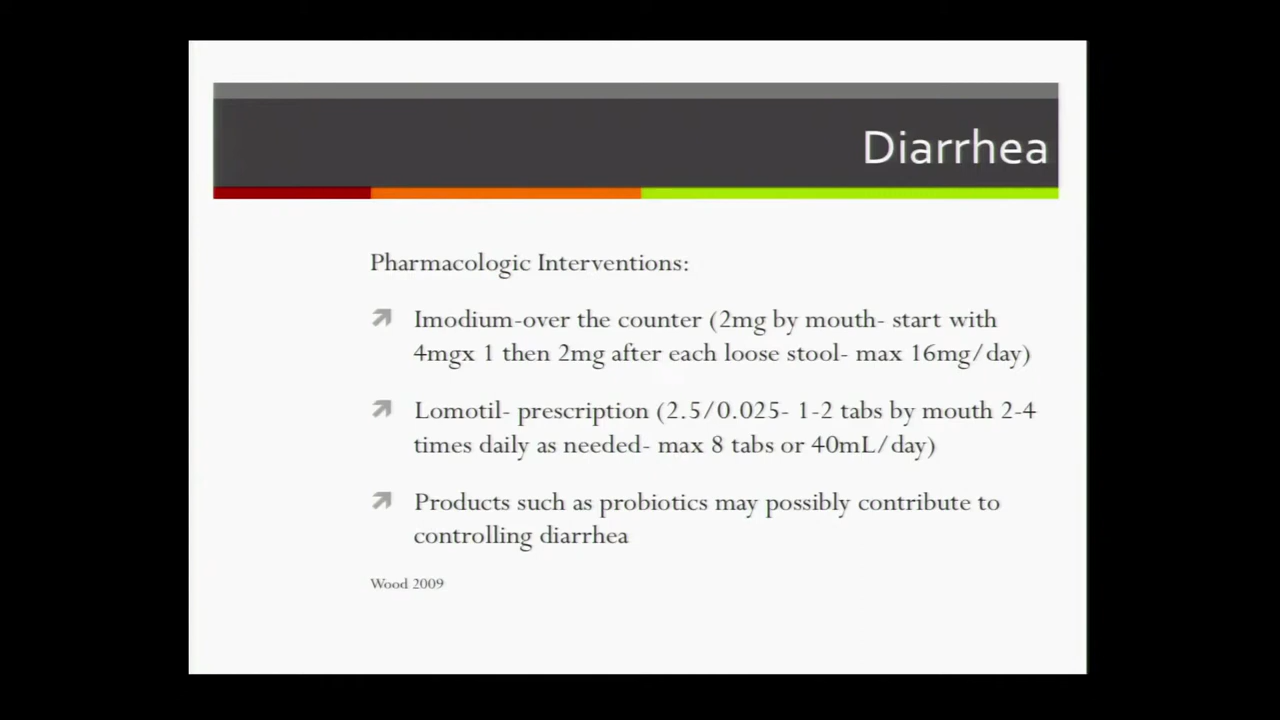 Diarrhea
Pharmacologic Interventions:
Imodium-over the counter (2mg by mouth- start with
4mgx 1 then 2mg after each loose stool- max 16mg/day)
Lomotil- prescription (2.5/0.025- 1-2 tabs by mouth 2-4
times daily as needed- max 8 tabs or 40mL/day)
Products such as probiotics may possibly contribute to
controlling diarrhea
Wood 2009